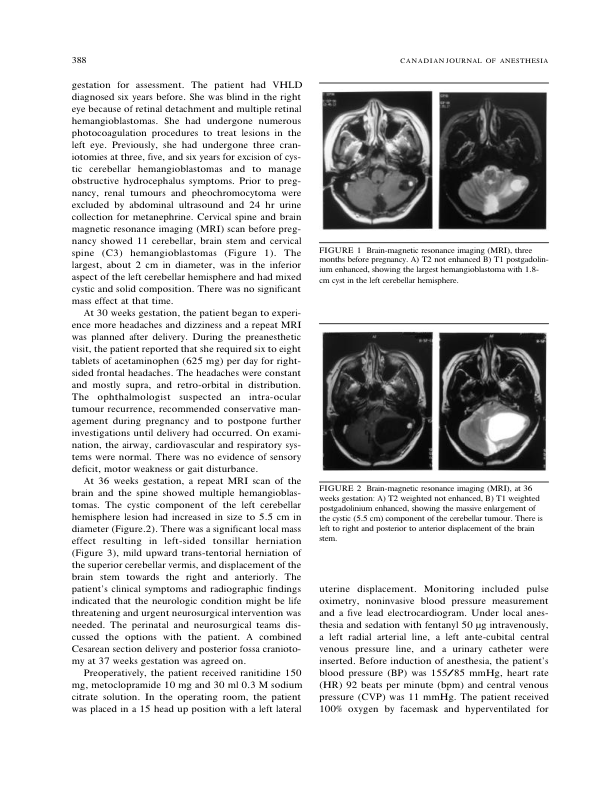 388
CANADIAN JOURNAL OF ANESTHESIA
gestation for assessment. The patient had VHLD
diagnosed six years before. She was blind in the right
eye because of retinal detachment and multiple retinal
hemangioblastomas. She had undergone numerous
photocoagulation procedures to treat lesions in the
left eye. Previously, she had undergone three cran-
iotomies at three, five, and six years for excision of cys-
tic cerebellar hemangioblastomas and to manage
obstructive hydrocephalus symptoms. Prior to preg-
nancy, renal tumours and pheochromocytoma were
excluded by abdominal ultrasound and 24 hr urine
collection for metanephrine. Cervical spine and brain
magnetic resonance imaging (MRI) scan before preg-
nancy showed 11 cerebellar, brain stem and cervical
spine (C3) hemangioblastomas (Figure 1). The
largest, about 2 cm in diameter, was in the inferior
aspect of the left cerebellar hemisphere and had mixed
cystic and solid composition. There was no significant
mass effect at that time.
At 30 weeks gestation, the patient began to experi-
ence more headaches and dizziness and a repeat MRI
was planned after delivery. During the preanesthetic
visit, the patient reported that she required six to eight
tablets of acetaminophen (625 mg) per day for right-
sided frontal headaches. The headaches were constant
and mostly supra, and retro-orbital in distribution.
The ophthalmologist suspected an intra-ocular
tumour recurrence, recommended conservative man-
agement during pregnancy and to postpone further
investigations until delivery had occurred. On exami-
nation, the airway, cardiovascular and respiratory sys-
tems were normal. There was no evidence of sensory
deficit, motor weakness or gait disturbance.
At 36 weeks gestation, a repeat MRI scan of the
brain and the spine showed multiple hemangioblas-
tomas. The cystic component of the left cerebellar
hemisphere lesion had increased in size to 5.5 cm in
diameter (Figure.2). There was a significant local mass
effect resulting in left-sided tonsillar herniation
(Figure 3), mild upward trans-tentorial herniation of
the superior cerebellar vermis, and displacement of the
brain stem towards the right and anteriorly. The
patient's clinical symptoms and radiographic findings
indicated that the neurologic condition might be life
threatening and urgent neurosurgical intervention was
needed. The perinatal and neurosurgical teams dis-
cussed the options with the patient. A combined
Cesarean section delivery and posterior fossa cranioto-
my at 37 weeks gestation was agreed on.
Preoperatively, the patient received ranitidine 150
mg, metoclopramide 10 mg and 30 ml 0.3 M sodium
citrate solution. In the operating room, the patient
was placed in a 15 head up position with a left lateral
FIGURE 1 Brain-magnetic resonance imaging (MRI), three
months before pregnancy. A) T2 not enhanced B) T1 postgadolin-
ium enhanced, showing the largest hemangioblastoma with 1.8-
cm cyst in the left cerebellar hemisphere.
FIGURE 2 Brain-magnetic resonance imaging (MRI), at 36
weeks gestation: A) T2 weighted not enhanced, B) T1 weighted
postgadolinium enhanced, showing the massive enlargement of
the cystic (5.5 cm) component of the cerebellar tumour. There is
left to right and posterior to anterior displacement of the brain
stem.
uterine displacement. Monitoring included pulse
oximetry, noninvasive blood pressure measurement
and a five lead electrocardiogram. Under local anes-
thesia and sedation with fentanyl 50 µg intravenously,
a left radial arterial line, a left ante-cubital central
venous pressure line, and a urinary catheter were
inserted. Before induction of anesthesia, the patient's
blood pressure (BP) was 155/85 mmHg, heart rate
(HR) 92 beats per minute (bpm) and central venous
pressure (CVP) was 11 mmHg. The patient received
100% oxygen by facemask and hyperventilated for